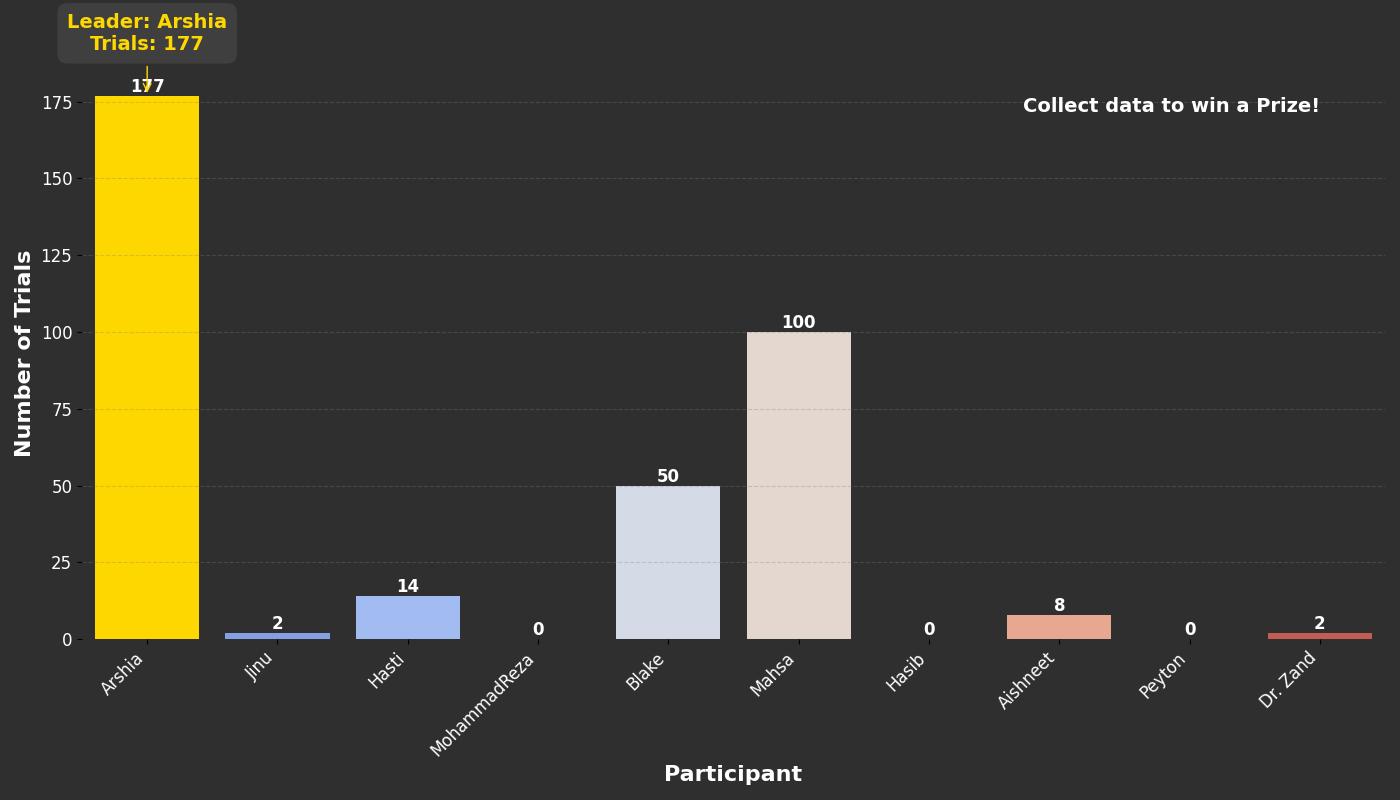 Leader: Arshia
Trials: 177
177
Collect data to win a Prize!
175
150
125
100
75
50
25
0
Number of Trials
2
14
0
50
100
0
8
0
2
Arshia
Jinu
Hasti
MohammadReza
Blake
Mahsa
Hasib
Aishneet
Peyton
Dr. Zand
Participant